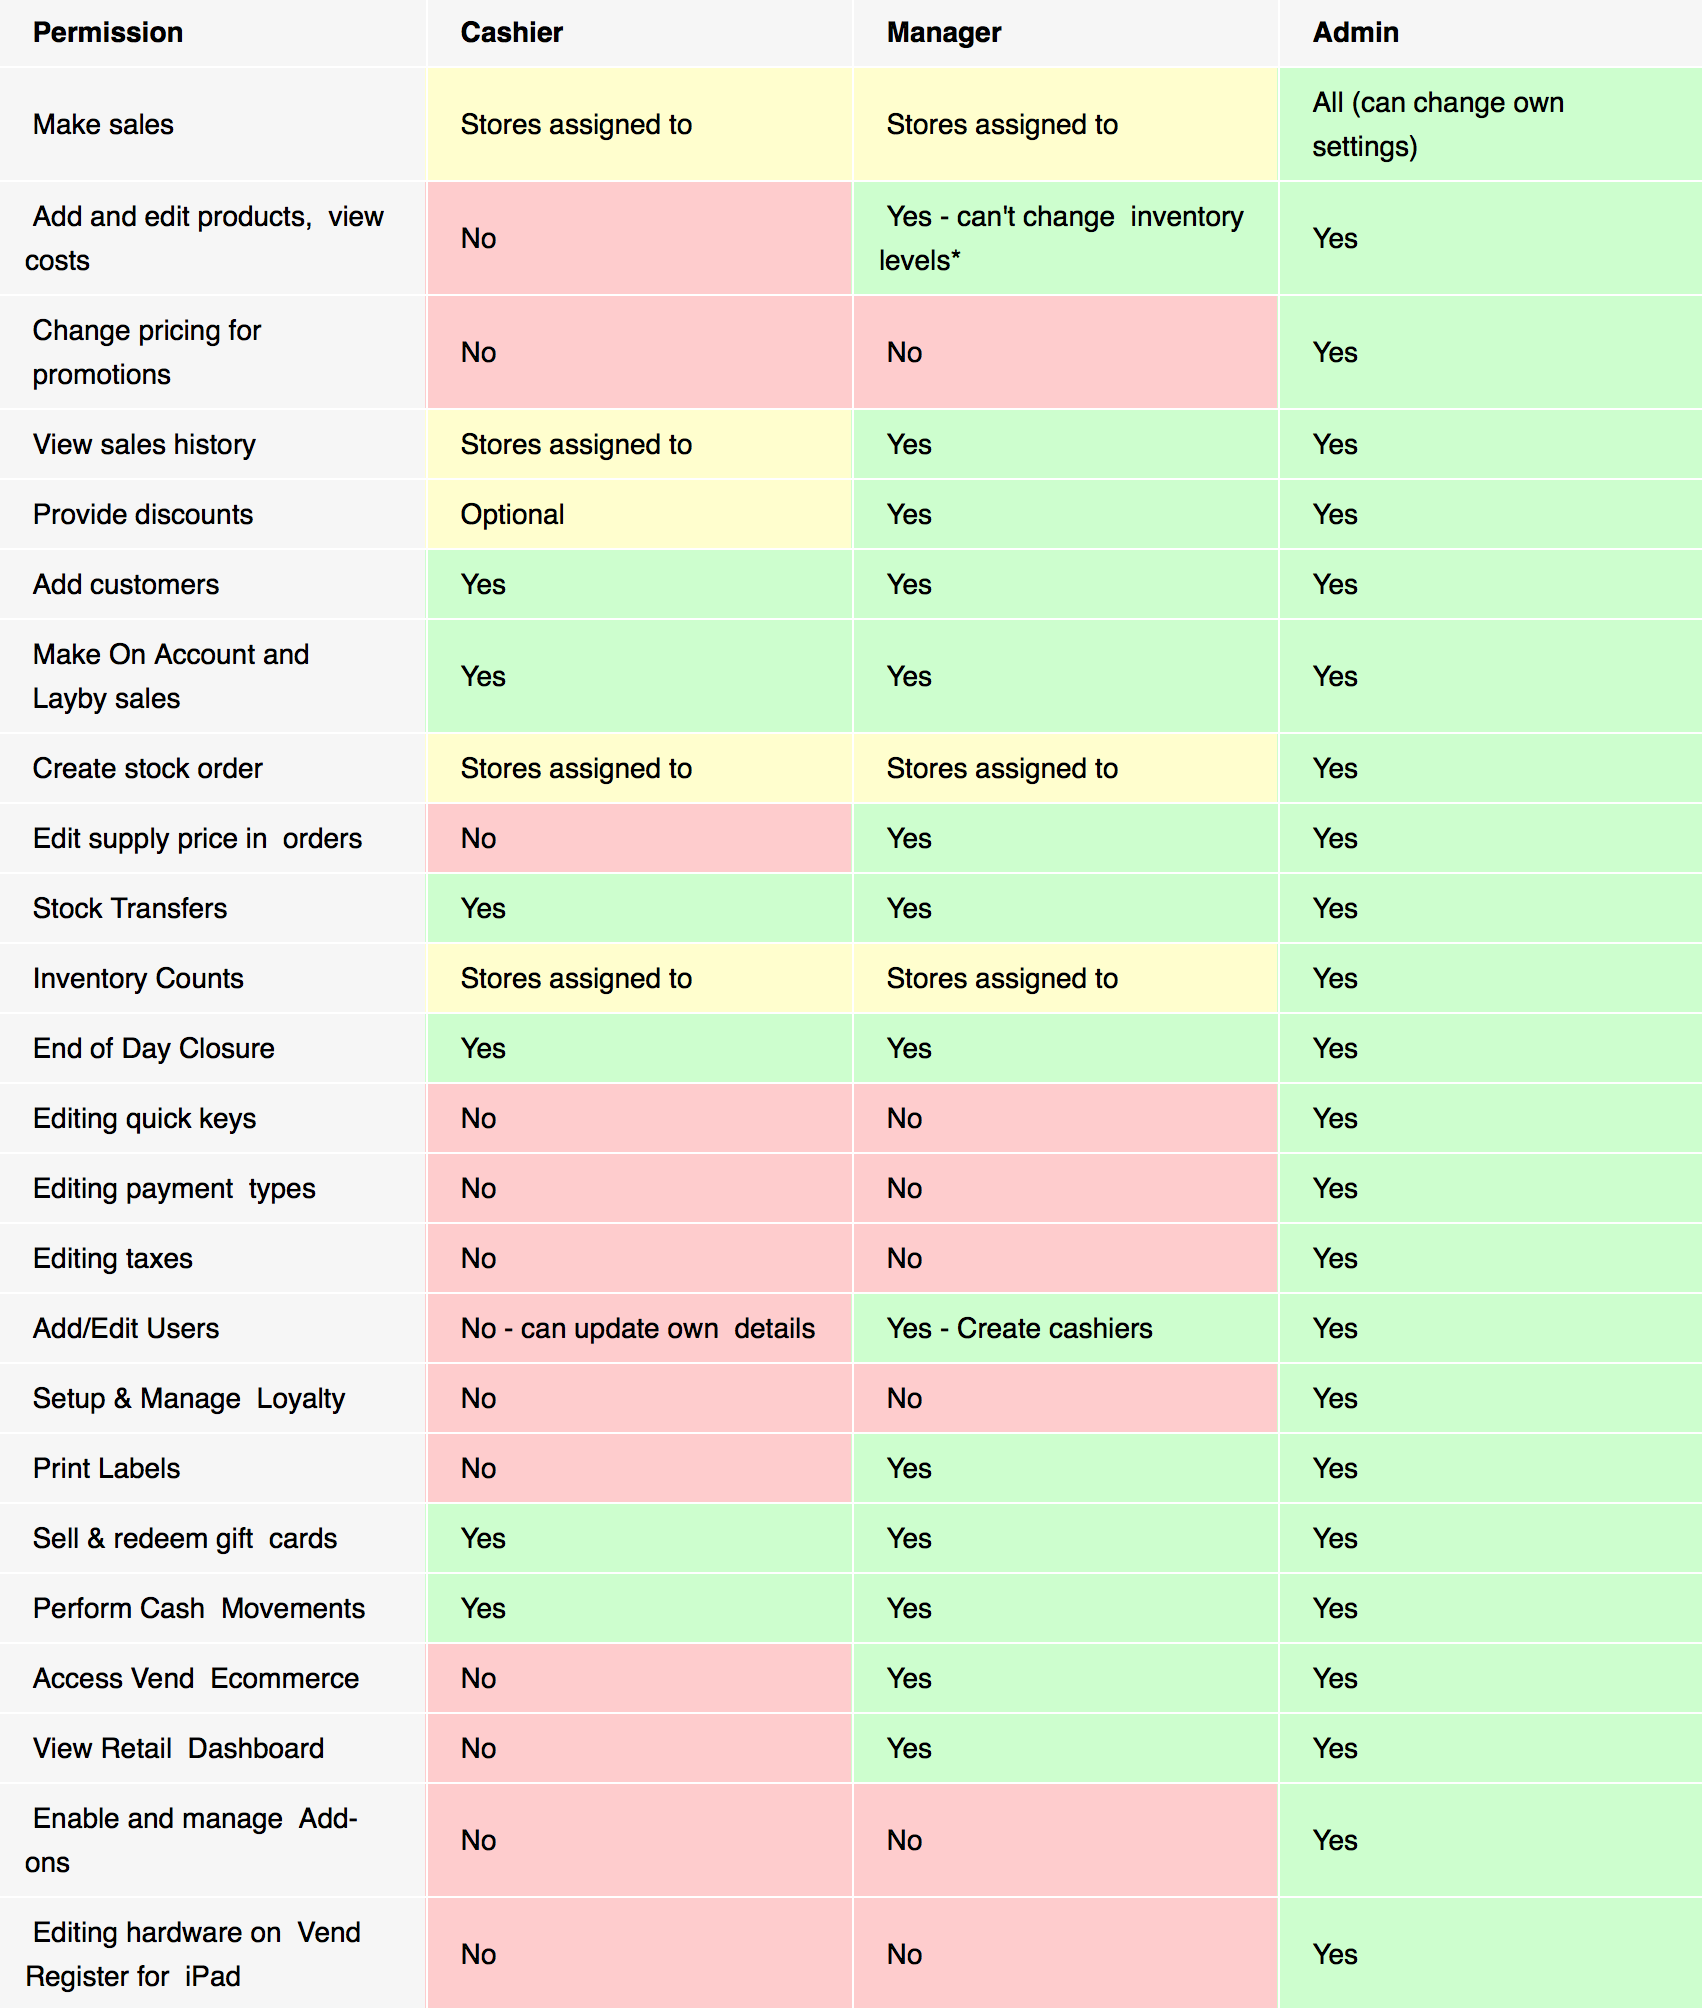 Permission Cashier Manager Admin
Make sales Stores assigned to Stores assigned to All (can change own
settings)
Add and edit products, view
costs No Yes - can't change inventory
levels* Yes
Change pricing for
promotions No No Yes
View sales history Stores assigned to Yes Yes
Provide discounts Optional Yes Yes
Add customers Yes Yes Yes
Make On Account and
Layby sales Yes Yes Yes
Create stock order Stores assigned to Stores assigned to Yes
Edit supply price in orders No Yes Yes
Stock Transfers Yes Yes Yes
Inventory Counts Stores assigned to Stores assigned to Yes
End of Day Closure Yes Yes Yes
Editing quick keys No No Yes
Editing payment types No No Yes
Editing taxes No No Yes
Add/Edit Users No - can update own details Yes - Create cashiers Yes
Setup & Manage Loyalty No No Yes
Print Labels No Yes Yes
Sell & redeem gift cards Yes Yes Yes
Perform Cash Movements Yes Yes Yes
Access Vend Ecommerce No Yes Yes
View Retail Dashboard No Yes Yes
Enable and manage Add-
ons No No Yes
Editing hardware on Vend
Register for iPad No No Yes